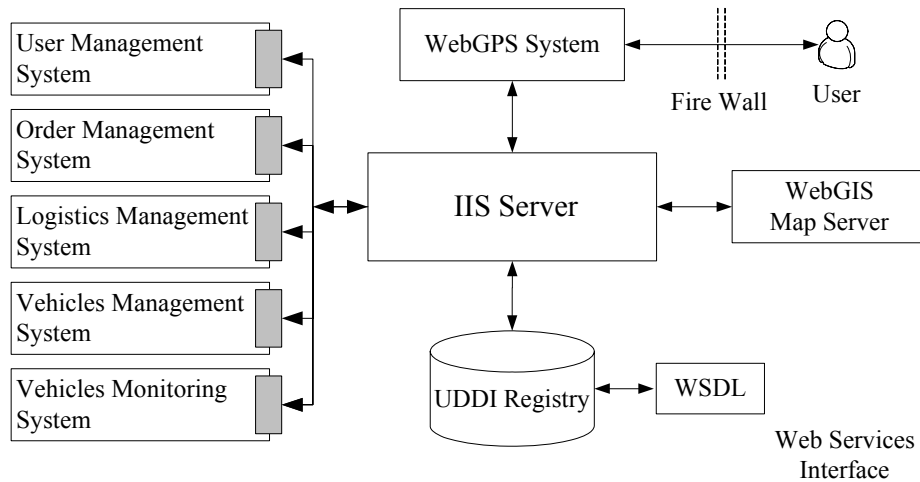 User Management
System
Order Management
System
Logistics Management
System
Vehicles Management
System
Vehicles Monitoring
System
WebGPS System
Fire Wall
User
IIS Server
WebGIS
Map Server
UDDI Registry
WSDL
Web Services
Interface